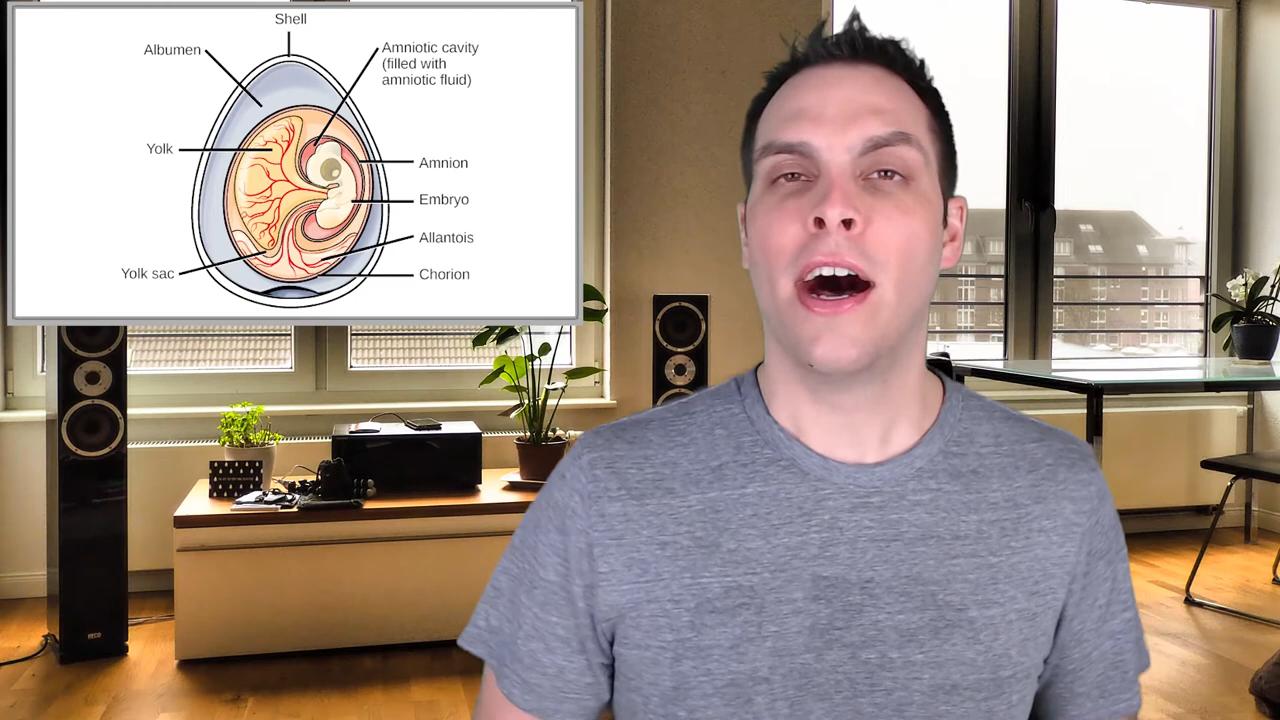 Shell
Albumen
Amniotic cavity
(filled with
amniotic fluid)
Yolk
Amnion
Embryo
Allantois
Yolk sac
Chorion